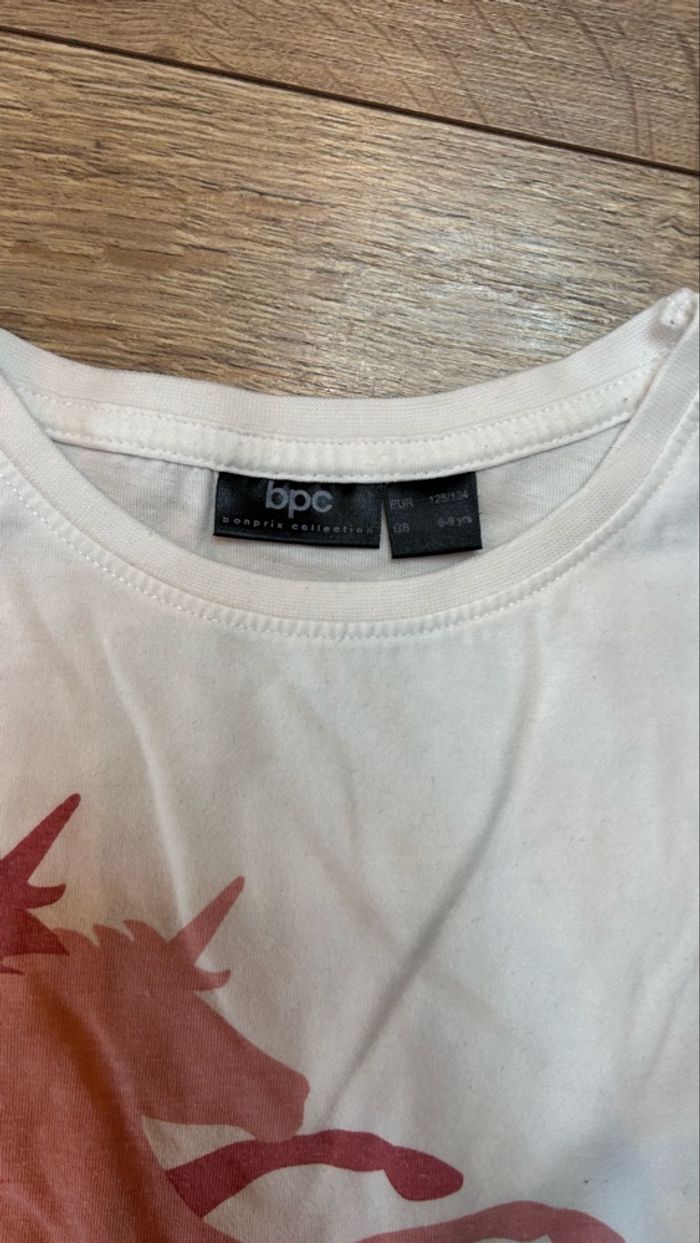 bpc
bonprix collection
EUR 128/134
GB 8-9 yrs